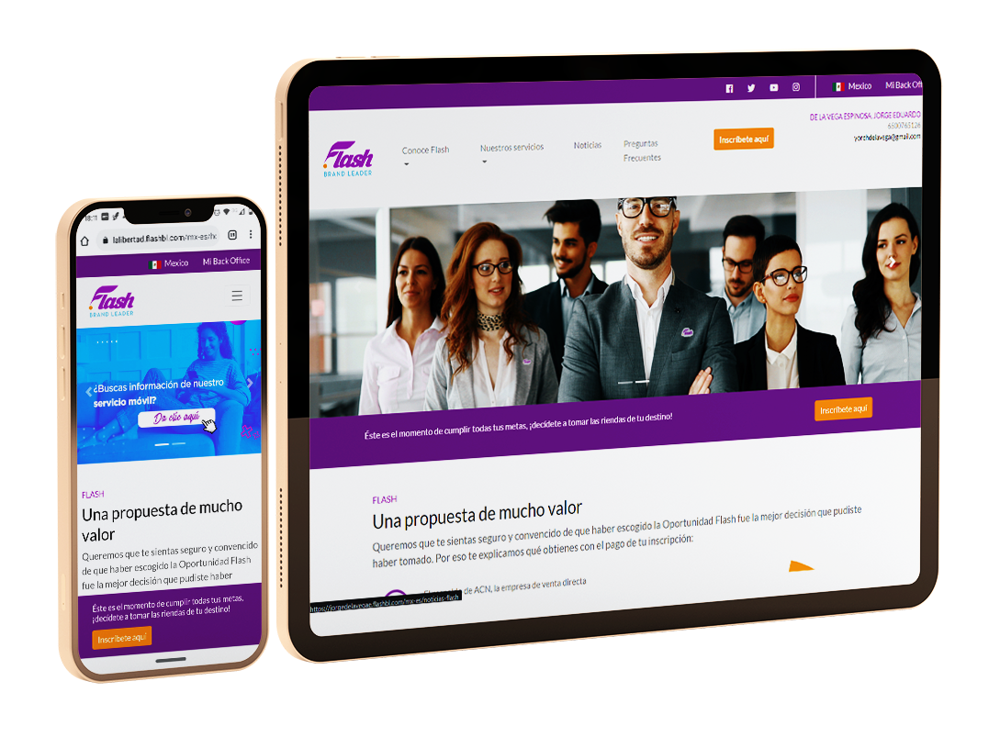 18:11
lalibertad.flashbl.com/mx-es/hc
Mexico Mi Back Office
Flash
BRAND LEADER
¿Buscas información de nuestro
servicio móvil?
Da clic aquí
FLASH
Una propuesta de mucho
valor
Queremos que te sientas seguro y convencido
de que haber escogido la Oportunidad Flash
fue la mejor decisión que pudiste haber
Éste es el momento de cumplir todas tus metas,
¡decídete a tomar las riendas de tu destino!
Inscríbete aquí
Mexico Mi Back Off
DE LA VEGA ESPINOSA, JORGE EDUARDO
6500765126
yorchdelavega@gmail.com
Flash
BRAND LEADER
Conoce Flash
Nuestros servicios
Noticias
Preguntas
Frecuentes
Inscríbete aquí
Flash
Éste es el momento de cumplir todas tus metas, ¡decídete a tomar las riendas de tu destino!
Inscríbete aquí
FLASH
Una propuesta de mucho valor
Queremos que te sientas seguro y convencido de que haber escogido la Oportunidad Flash fue la mejor decisión que pudiste
haber tomado. Por eso te explicamos qué obtienes con el pago de tu inscripción:
de ACN, la empresa de venta directa
https://jorgedelavegae.flashbl.com/mx-es/noticias-flash